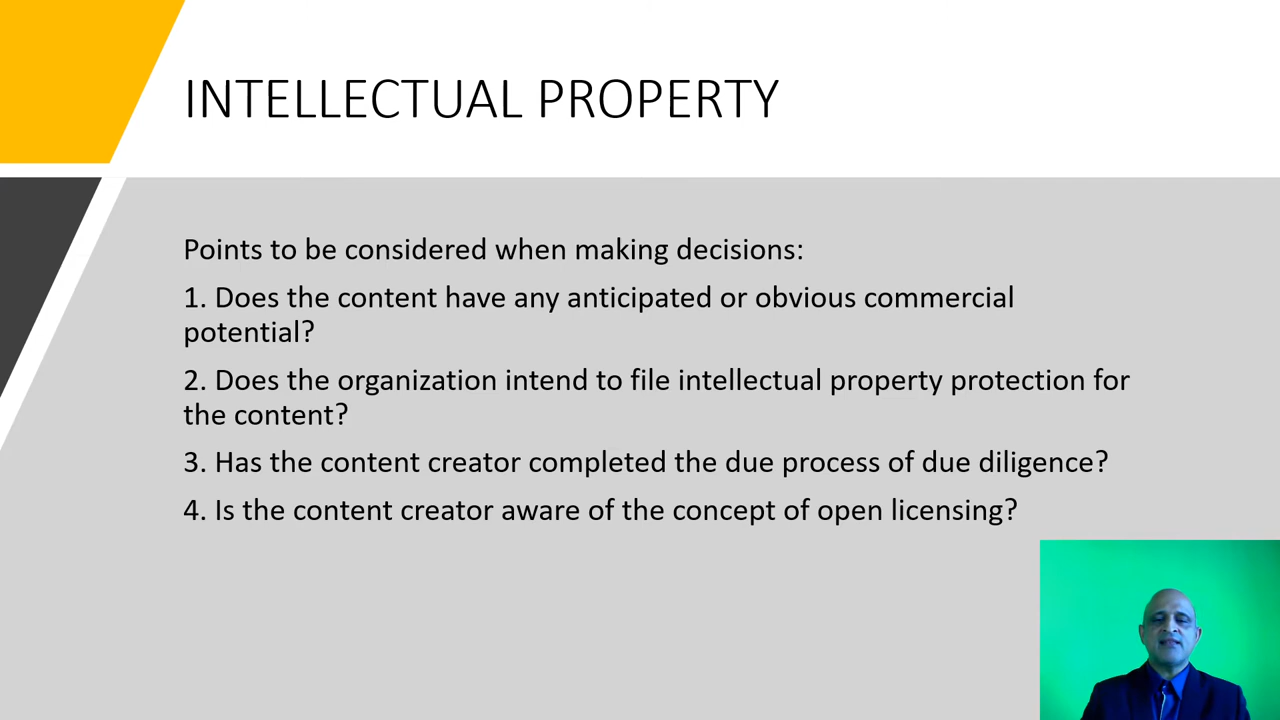 INTELLECTUAL PROPERTY
Points to be considered when making decisions:
1. Does the content have any anticipated or obvious commercial
potential?
2. Does the organization intend to file intellectual property protection for
the content?
3. Has the content creator completed the due process of due diligence?
4. Is the content creator aware of the concept of open licensing?